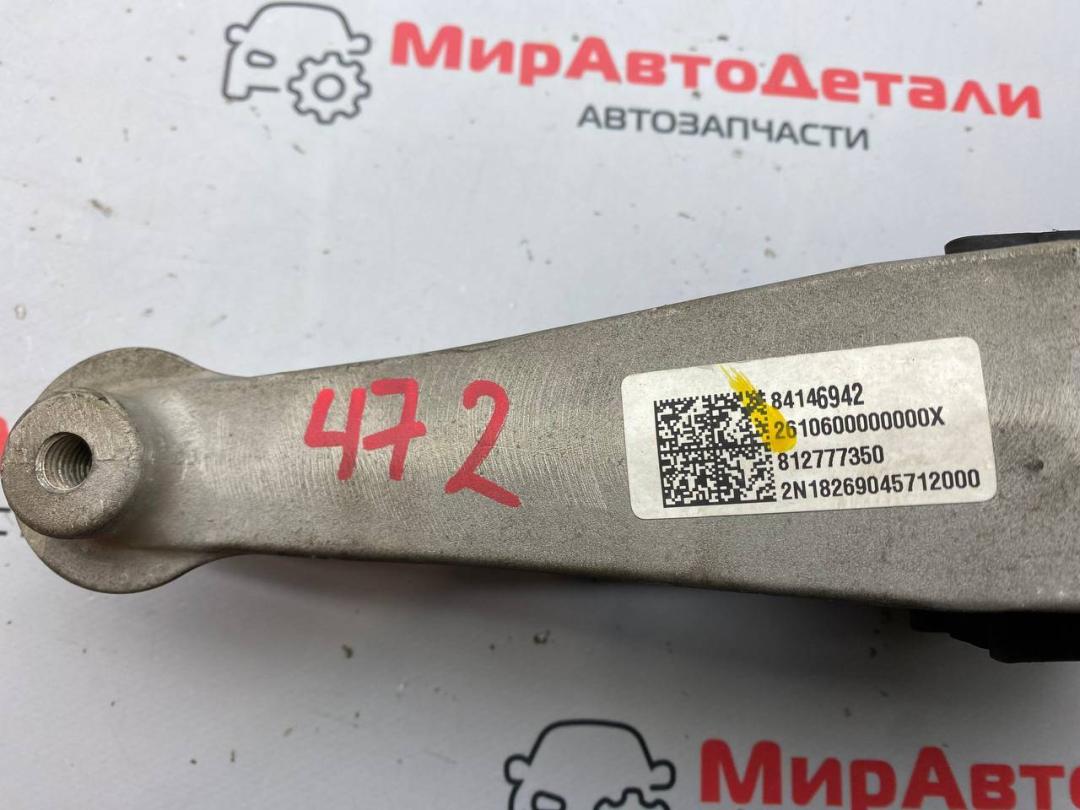 МирАвтоДетали
АВТОЗАПЧАСТИ
472
84146942
2610600000000X
812777350
2N18269045712000
МирАвто